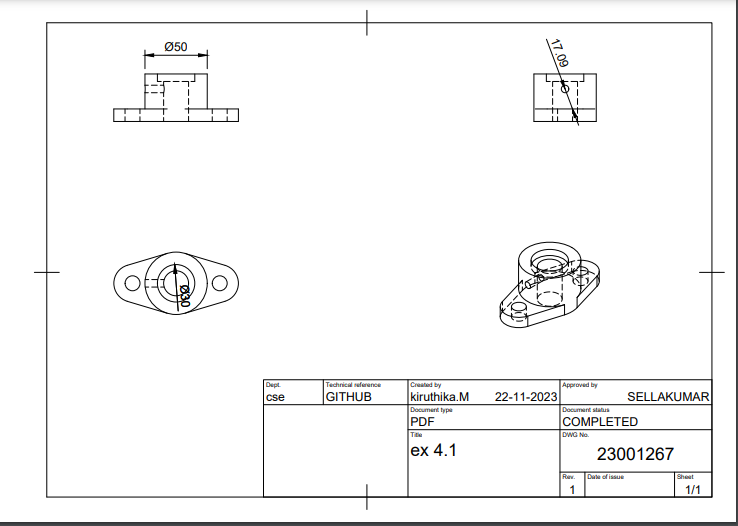 Ø50
17.09
Ø30
Dept.
cse
Technical reference
GITHUB
Created by
kiruthika.M 22-11-2023
Approved by
SELLAKUMAR
Document type
PDF
Document status
COMPLETED
Title
ex 4.1
DWG No.
23001267
Rev.
1
Date of issue
Sheet
1/1